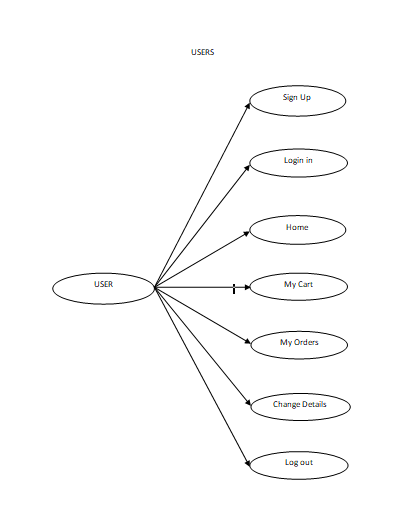 USERS
Sign Up
Login in
Home
USER
My Cart
My Orders
Change Details
Log out